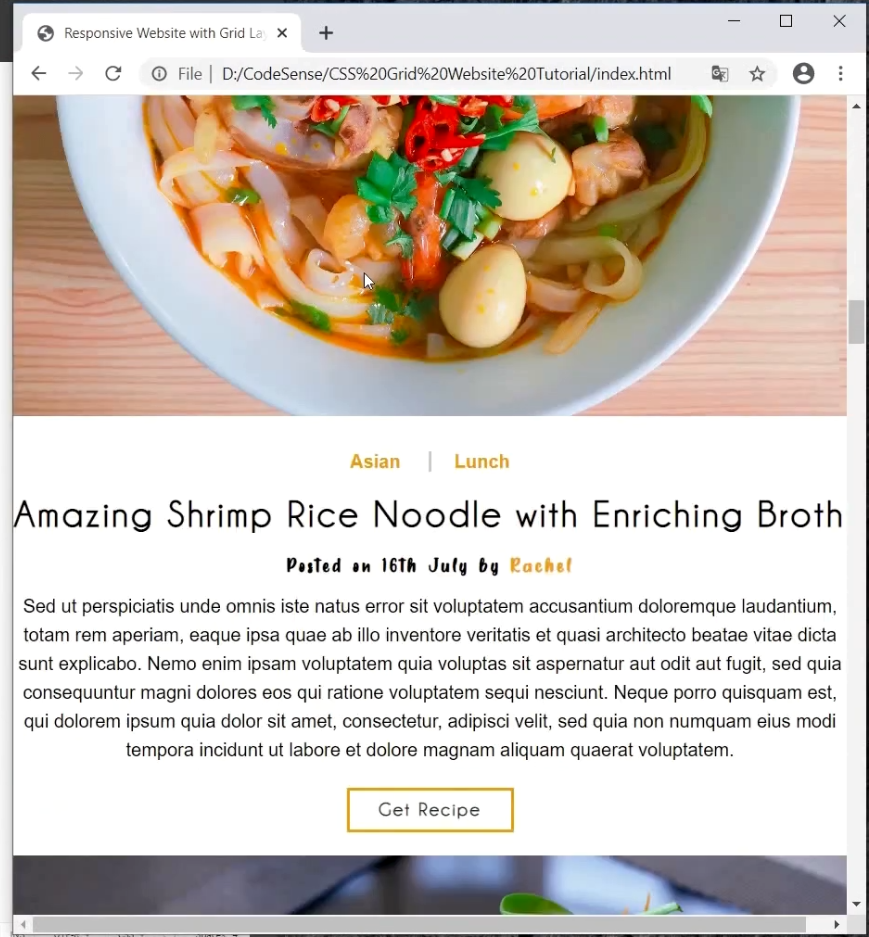 Responsive Website with Grid La
File | D:/CodeSense/CSS%20Grid%20Website%20Tutorial/index.html
Asian | Lunch
Amazing Shrimp Rice Noodle with Enriching Broth
Posted on 16th July by Rachel
Sed ut perspiciatis unde omnis iste natus error sit voluptatem accusantium doloremque laudantium,
totam rem aperiam, eaque ipsa quae ab illo inventore veritatis et quasi architecto beatae vitae dicta
sunt explicabo. Nemo enim ipsam voluptatem quia voluptas sit aspernatur aut odit aut fugit, sed quia
consequuntur magni dolores eos qui ratione voluptatem sequi nesciunt. Neque porro quisquam est,
qui dolorem ipsum quia dolor sit amet, consectetur, adipisci velit, sed quia non numquam eius modi
tempora incidunt ut labore et dolore magnam aliquam quaerat voluptatem.
Get Recipe